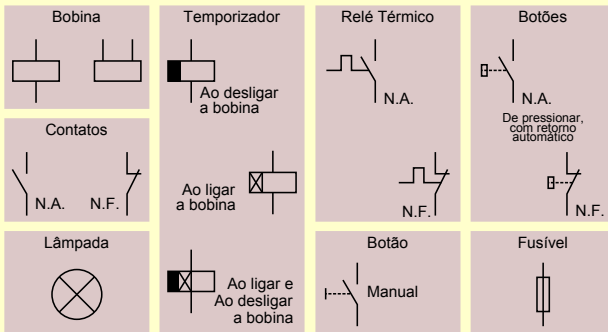 Bobina
Contatos
N.A.
N.F.
Lâmpada
Temporizador
Ao desligar
a bobina
Ao ligar
a bobina
Ao ligar e
Ao desligar
a bobina
Relé Térmico
N.A.
N.F.
Botão
Manual
Botões
N.A.
De pressionar,
com retorno
automático
N.F.
Fusível